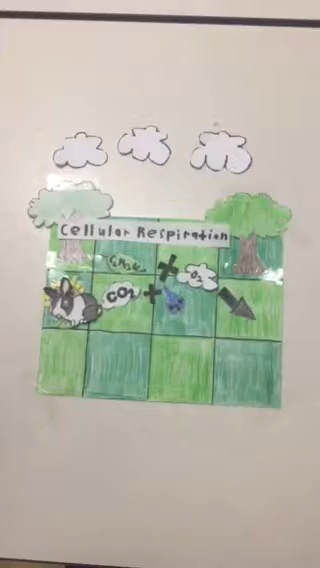 Cellular Respiration
+ O₂
CO₂ +